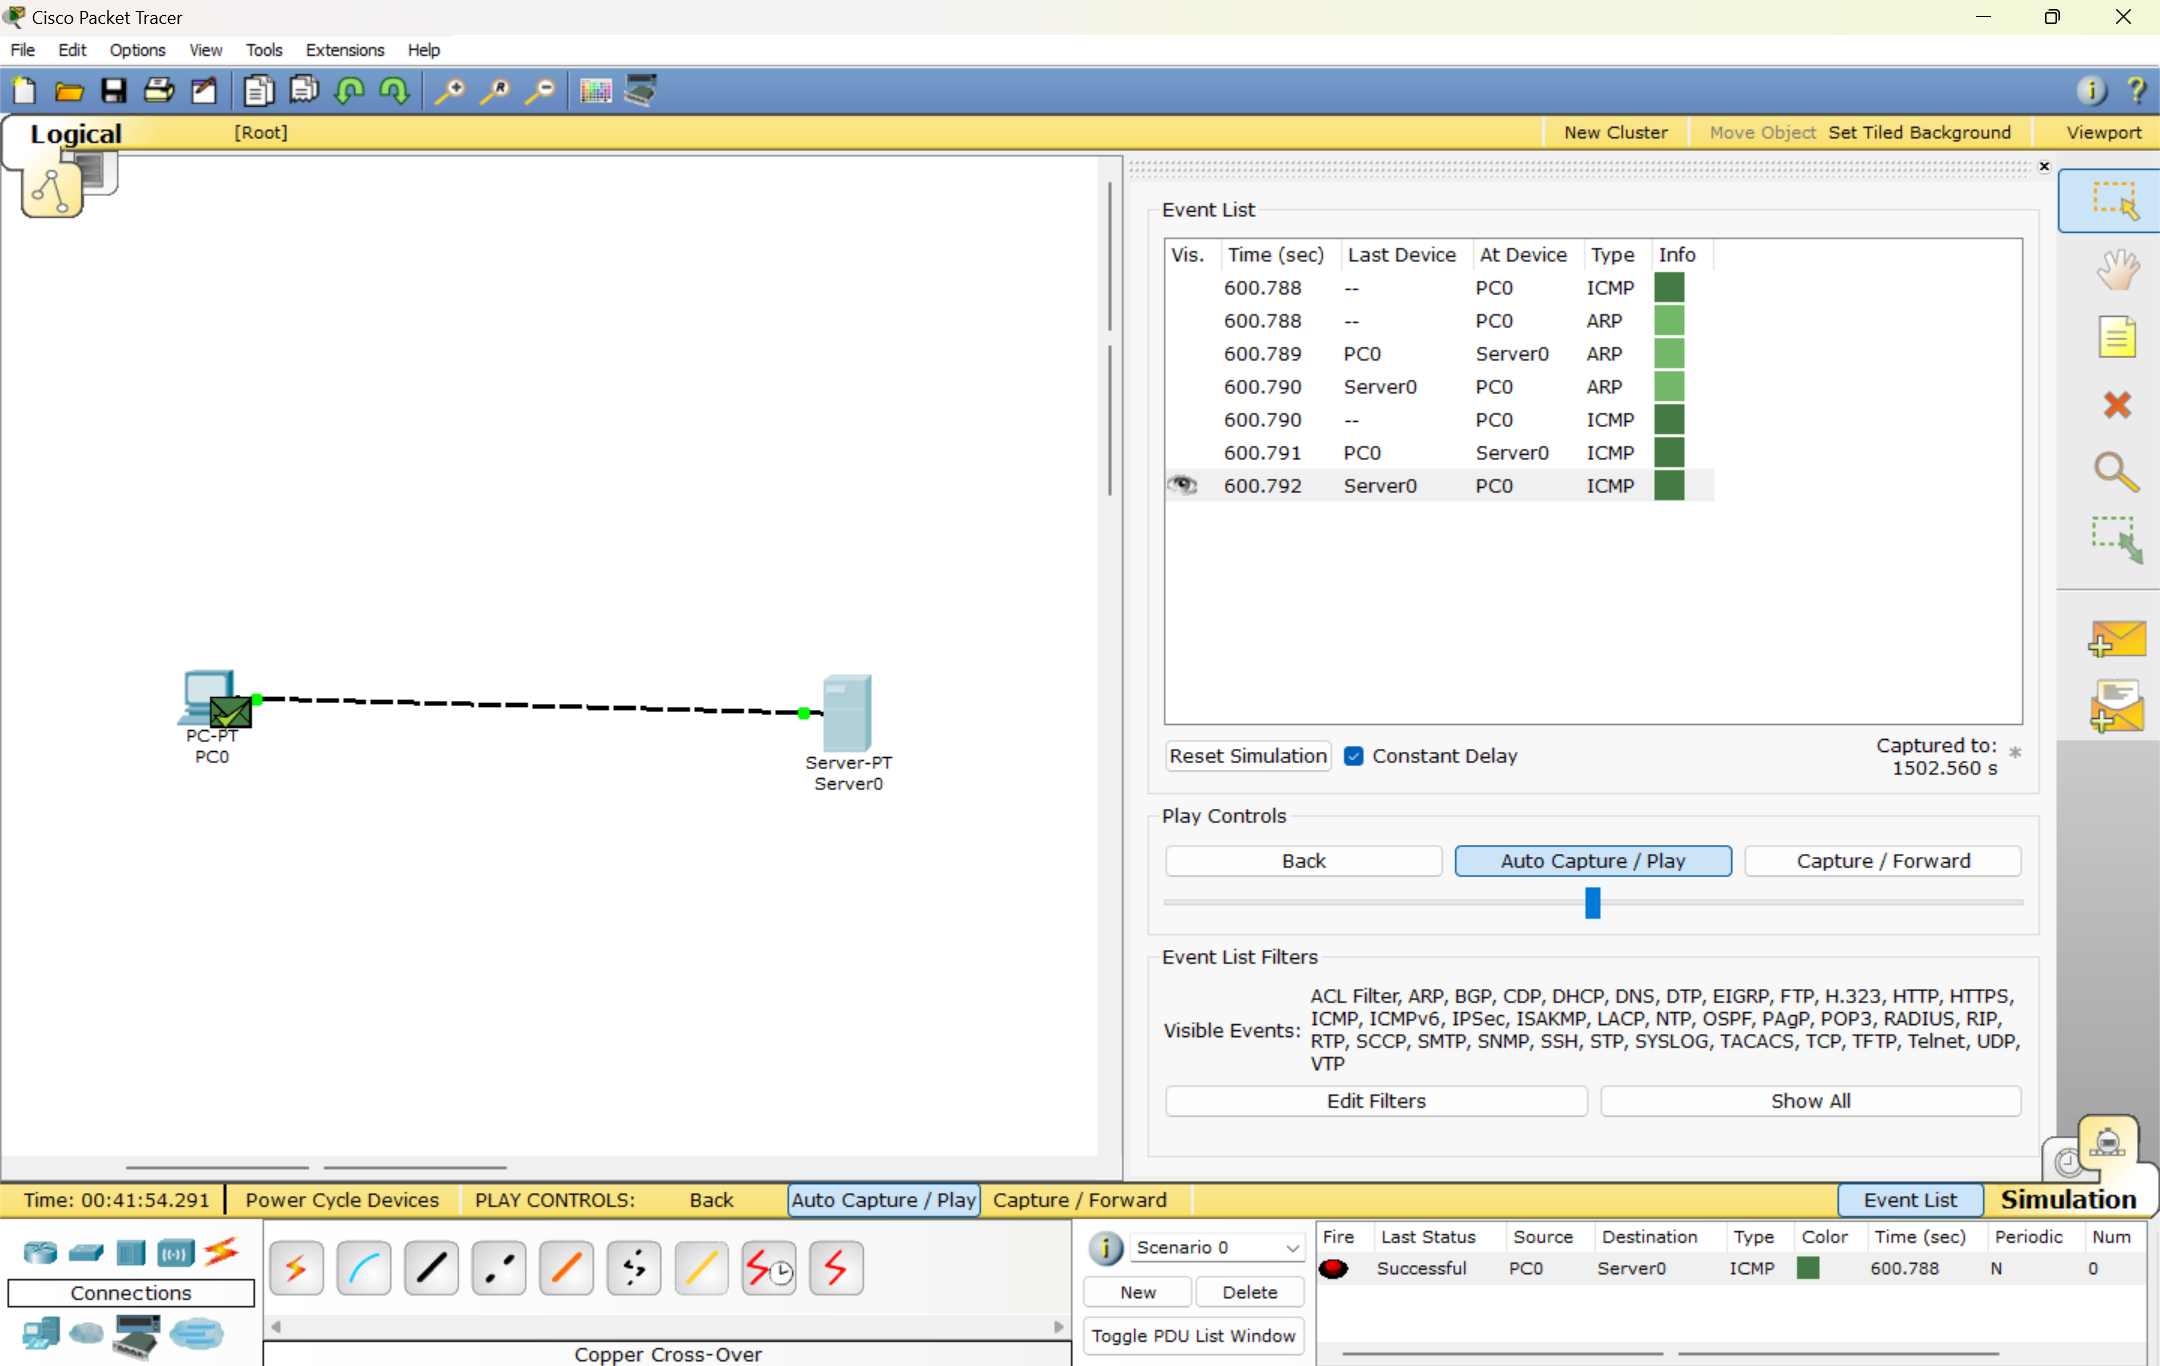 Cisco Packet Tracer
File Edit Options View Tools Extensions Help
Logical [Root] New Cluster Move Object Set Tiled Background Viewport
Event List
Vis. Time (sec) Last Device At Device Type Info
600.788 -- PC0 ICMP
600.788 -- PC0 ARP
600.789 PC0 Server0 ARP
600.790 Server0 PC0 ARP
600.790 -- PC0 ICMP
600.791 PC0 Server0 ICMP
600.792 Server0 PC0 ICMP
PC-PT
PC0
Server-PT
Server0
Reset Simulation Constant Delay Captured to: *
1502.560 s
Play Controls
Back Auto Capture / Play Capture / Forward
Event List Filters
Visible Events: ACL Filter, ARP, BGP, CDP, DHCP, DNS, DTP, EIGRP, FTP, H.323, HTTP, HTTPS,
ICMP, ICMPv6, IPSec, ISAKMP, LACP, NTP, OSPF, PAgP, POP3, RADIUS, RIP,
RTP, SCCP, SMTP, SNMP, SSH, STP, SYSLOG, TACACS, TCP, TFTP, Telnet, UDP,
VTP
Edit Filters Show All
Time: 00:41:54.291 Power Cycle Devices PLAY CONTROLS: Back Auto Capture / Play Capture / Forward Event List Simulation
Connections
Copper Cross-Over
Scenario 0
New Delete
Toggle PDU List Window
Fire Last Status Source Destination Type Color Time (sec) Periodic Num
Successful PC0 Server0 ICMP 600.788 N 0